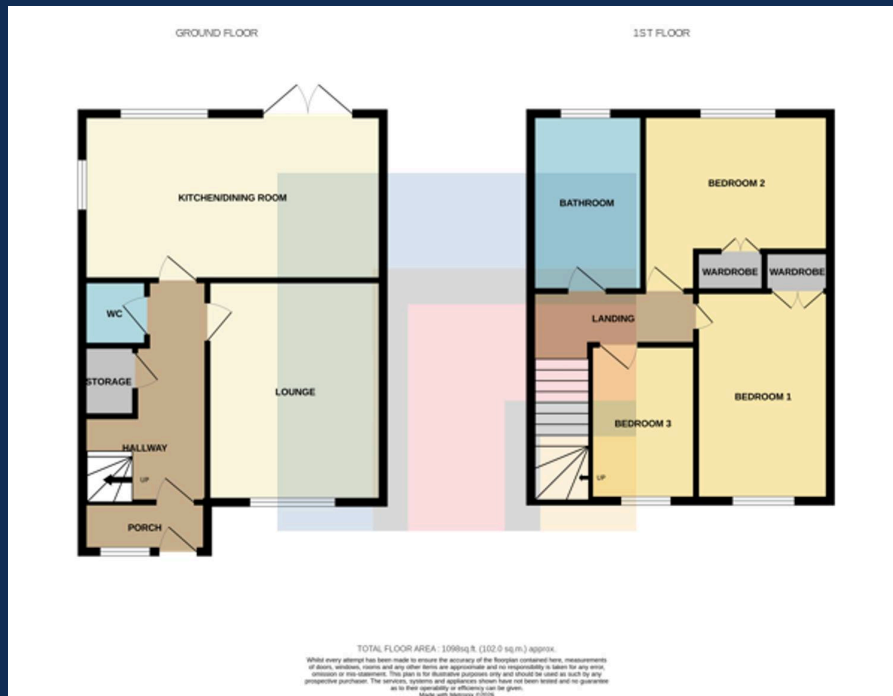 GROUND FLOOR
1ST FLOOR
KITCHEN/DINING ROOM
BATHROOM
BEDROOM 2
WARDROBE
WARDROBE
WC
LANDING
STORAGE
LOUNGE
BEDROOM 1
BEDROOM 3
HALLWAY
UP
UP
PORCH
TOTAL FLOOR AREA : 1098sq.ft. (102.0 sq.m.) approx.
Whilst every attempt has been made to ensure the accuracy of the floorplan contained here, measurements
of doors, windows, rooms and any other items are approximate and no responsibility is taken for any error,
omission or mis-statement. This plan is for illustrative purposes only and should be used as such by any
prospective purchaser. The services, systems and appliances shown have not been tested and no guarantee
as to their operability or efficiency can be given.
Made with Metropix